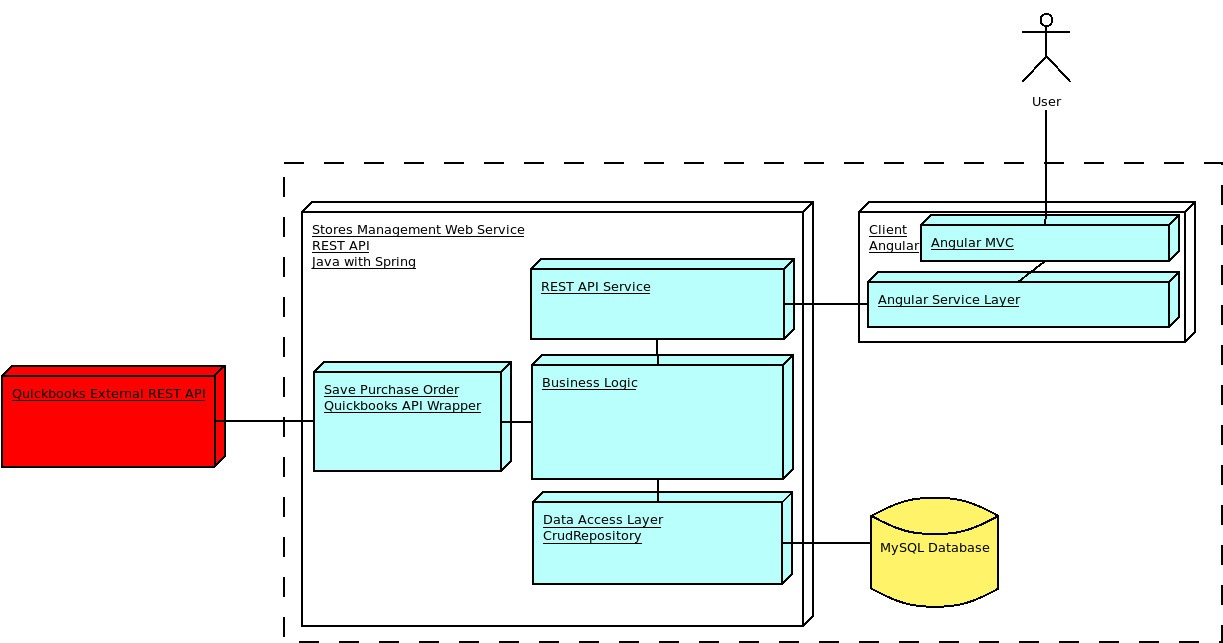 User
Stores Management Web Service
REST API
Java with Spring
Client
Angular
Angular MVC
Angular Service Layer
REST API Service
Quickbooks External REST API
Save Purchase Order
Quickbooks API Wrapper
Business Logic
Data Access Layer
CrudRepository
MySQL Database